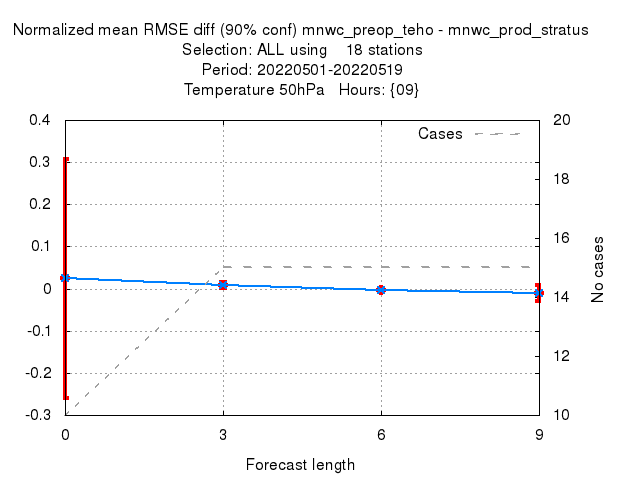 Normalized mean RMSE diff (90% conf) mnwc_preop_teho - mnwc_prod_stratus
Selection: ALL using 18 stations
Period: 20220501-20220519
Temperature 50hPa Hours: {09}
Cases
0.4
0.3
0.2
0.1
0
-0.1
-0.2
-0.3
20
18
16
14
12
10
No cases
0 3 6 9
Forecast length